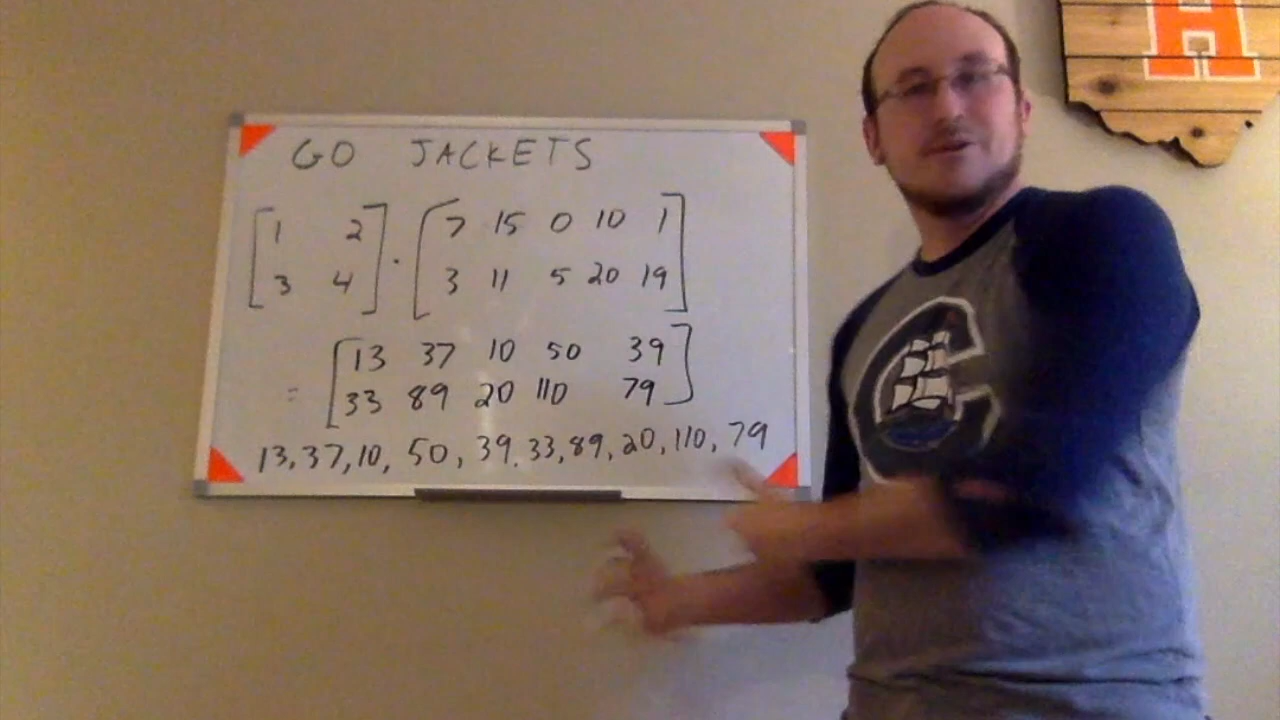 GO JACKETS
1 2 . 7 15 0 10 1
3 4 3 11 5 20 19
= 13 37 10 50 39
33 89 20 110 79
13, 37, 10, 50, 39, 33, 89, 20, 110, 79
H
C